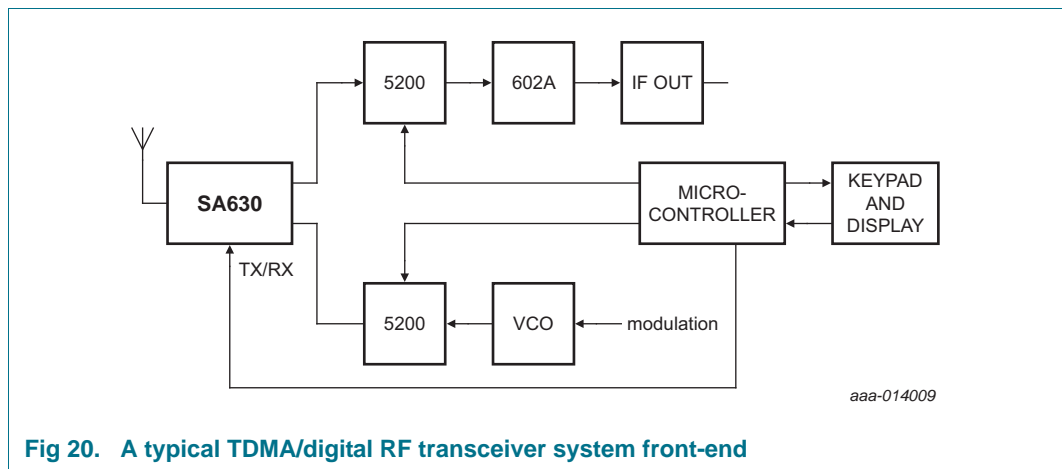 5200
602A
IF OUT
SA630
MICRO-
CONTROLLER
KEYPAD
AND
DISPLAY
TX/RX
5200
VCO
modulation
aaa-014009
Fig 20. A typical TDMA/digital RF transceiver system front-end